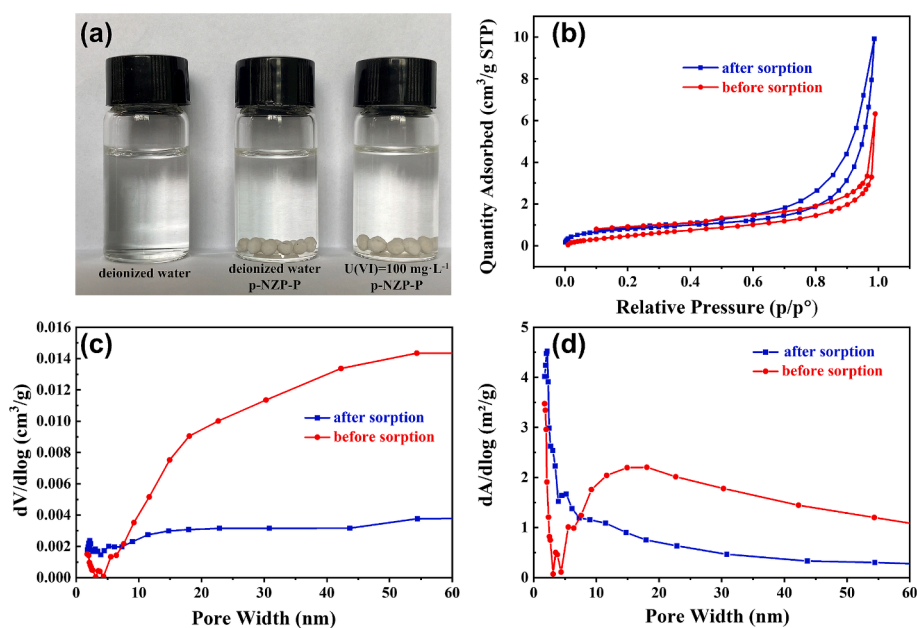 (a)
deionized water
deionized water
p-NZP-P
U(VI)=100 mg·L⁻¹
p-NZP-P
(b)
Quantity Adsorbed (cm³/g STP)
10
8
6
4
2
0
after sorption
before sorption
0.0 0.2 0.4 0.6 0.8 1.0
Relative Pressure (p/p°)
(c)
dV/dlog (cm³/g)
0.016
0.014
0.012
0.010
0.008
0.006
0.004
0.002
0.000
after sorption
before sorption
0 10 20 30 40 50 60
Pore Width (nm)
(d)
dA/dlog (m²/g)
5
4
3
2
1
0
after sorption
before sorption
0 10 20 30 40 50 60
Pore Width (nm)